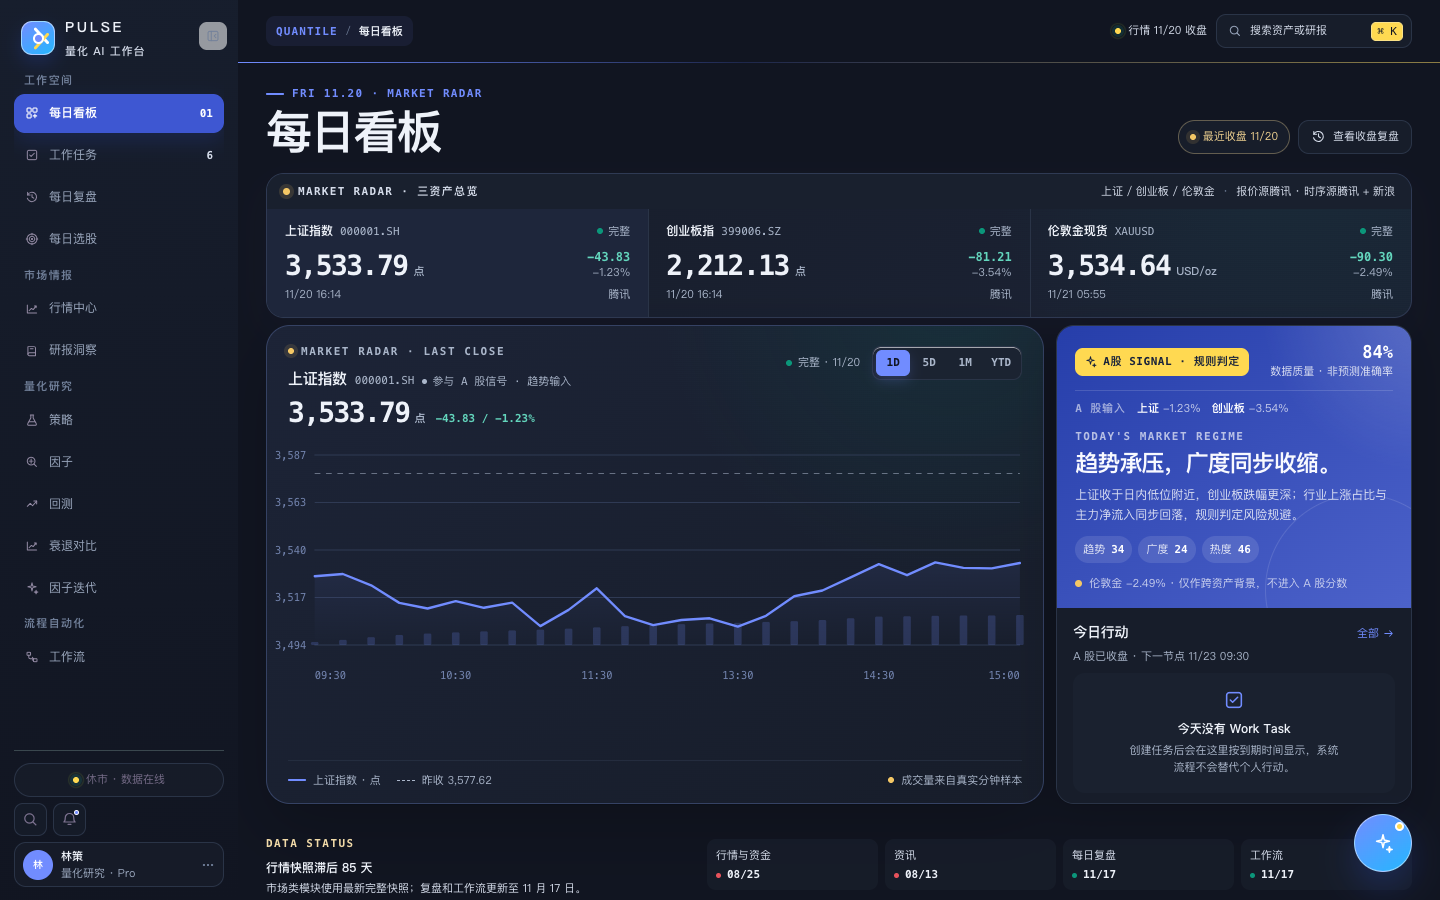 PULSE
量化 AI 工作台
工作空间
每日看板 01
工作任务 6
每日复盘
每日选股
市场情报
行情中心
研报洞察
量化研究
策略
因子
回测
衰退对比
因子迭代
流程自动化
工作流
休市 · 数据在线
林
林策
量化研究 · Pro
QUANTILE / 每日看板
行情 11/20 收盘
搜索资产或研报 ⌘ K
FRI 11.20 · MARKET RADAR
每日看板
最近收盘 11/20
查看收盘复盘
MARKET RADAR · 三资产总览
上证 / 创业板 / 伦敦金 · 报价源腾讯 · 时序源腾讯 + 新浪
上证指数 000001.SH 完整
3,533.79 点 −43.83
−1.23%
11/20 16:14 腾讯
创业板指 399006.SZ 完整
2,212.13 点 −81.21
−3.54%
11/20 16:14 腾讯
伦敦金现货 XAUUSD 完整
3,534.64 USD/oz −90.30
−2.49%
11/21 05:55 腾讯
MARKET RADAR · LAST CLOSE
上证指数 000001.SH 参与 A 股信号 · 趋势输入
3,533.79 点 −43.83 / −1.23%
完整 · 11/20
1D 5D 1M YTD
3,587
3,563
3,540
3,517
3,494
09:30 10:30 11:30 13:30 14:30 15:00
上证指数 · 点 昨收 3,577.62
成交量来自真实分钟样本
A股 SIGNAL · 规则判定
84%
数据质量 · 非预测准确率
A 股输入 上证 −1.23% 创业板 −3.54%
TODAY'S MARKET REGIME
趋势承压，广度同步收缩。
上证收于日内低位附近，创业板跌幅更深；行业上涨占比与
主力净流入同步回落，规则判定风险规避。
趋势 34 广度 24 热度 46
伦敦金 −2.49% · 仅作跨资产背景，不进入 A 股分数
今日行动 全部 →
A 股已收盘 · 下一节点 11/23 09:30
今天没有 Work Task
创建任务后会在这里按到期时间显示，系统
流程不会替代个人行动。
DATA STATUS
行情快照滞后 85 天
市场类模块使用最新完整快照；复盘和工作流更新至 11 月 17 日。
行情与资金
08/25
资讯
08/13
每日复盘
11/17
工作流
11/17